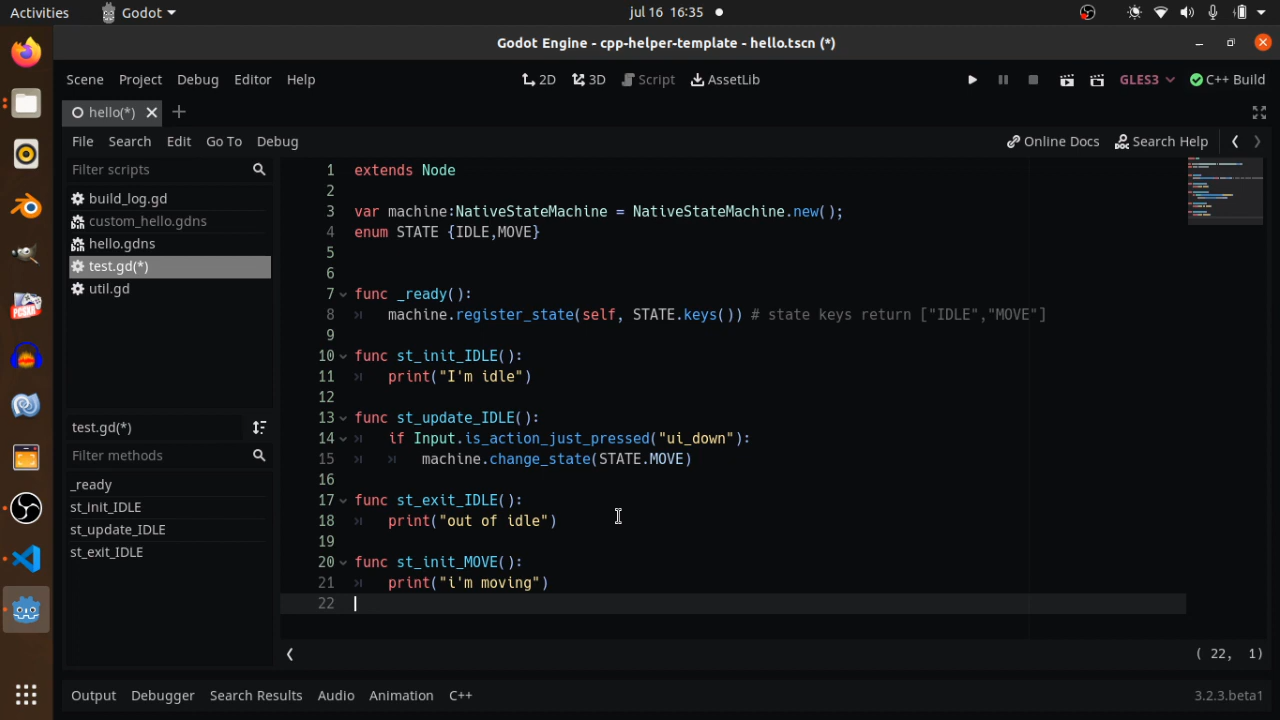 Activities Godot jul 16 16:35
Godot Engine - cpp-helper-template - hello.tscn (*)
Scene Project Debug Editor Help 2D 3D Script AssetLib GLES3 C++ Build
hello(*)
File Search Edit Go To Debug Online Docs Search Help
Filter scripts
build_log.gd
custom_hello.gdns
hello.gdns
test.gd(*)
util.gd
test.gd(*)
Filter methods
_ready
st_init_IDLE
st_update_IDLE
st_exit_IDLE
1 extends Node
2
3 var machine:NativeStateMachine = NativeStateMachine.new();
4 enum STATE {IDLE,MOVE}
5
6
7 func _ready():
8 machine.register_state(self, STATE.keys()) # state keys return ["IDLE","MOVE"]
9
10 func st_init_IDLE():
11 print("I'm idle")
12
13 func st_update_IDLE():
14 if Input.is_action_just_pressed("ui_down"):
15 machine.change_state(STATE.MOVE)
16
17 func st_exit_IDLE():
18 print("out of idle")
19
20 func st_init_MOVE():
21 print("i'm moving")
22
( 22, 1)
Output Debugger Search Results Audio Animation C++ 3.2.3.beta1